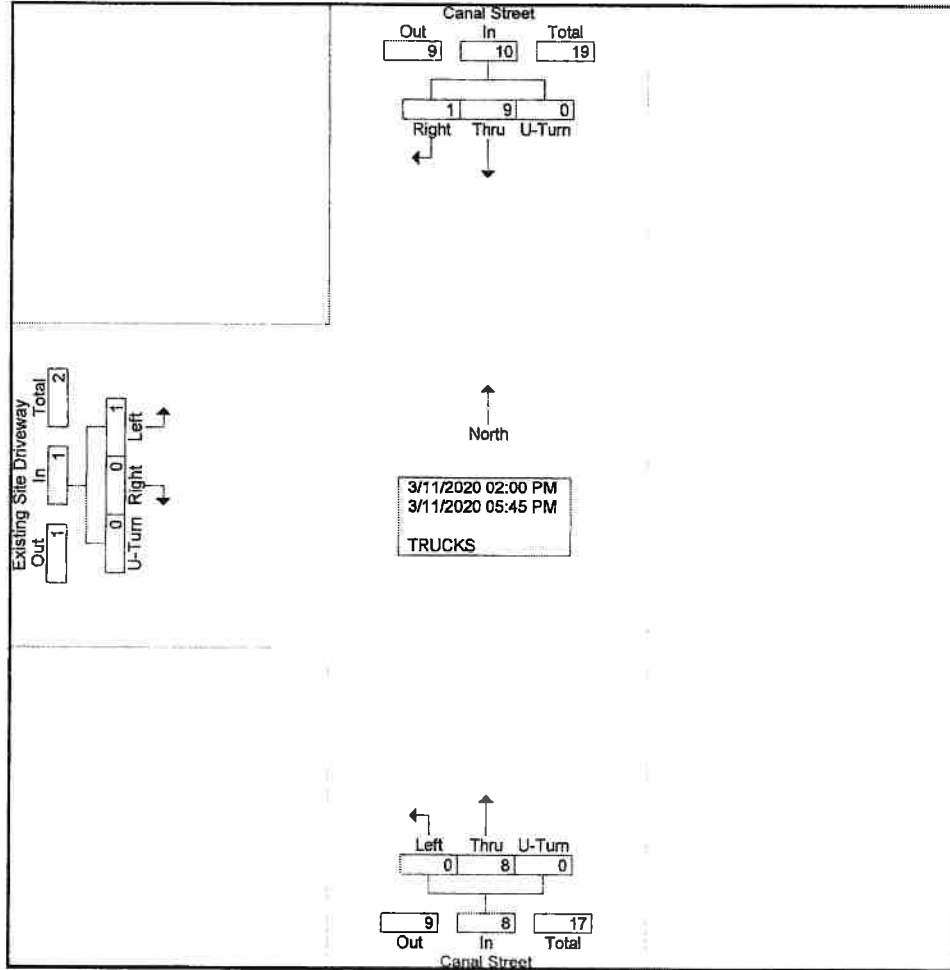 Canal Street
Out In Total
9 10 19
1 9 0
Right Thru U-Turn
Existing Site Driveway
Out In Total
1 1 2
0 0 1
U-Turn Right Left
North
3/11/2020 02:00 PM
3/11/2020 05:45 PM
TRUCKS
Left Thru U-Turn
0 8 0
9 8 17
Out In Total
Canal Street